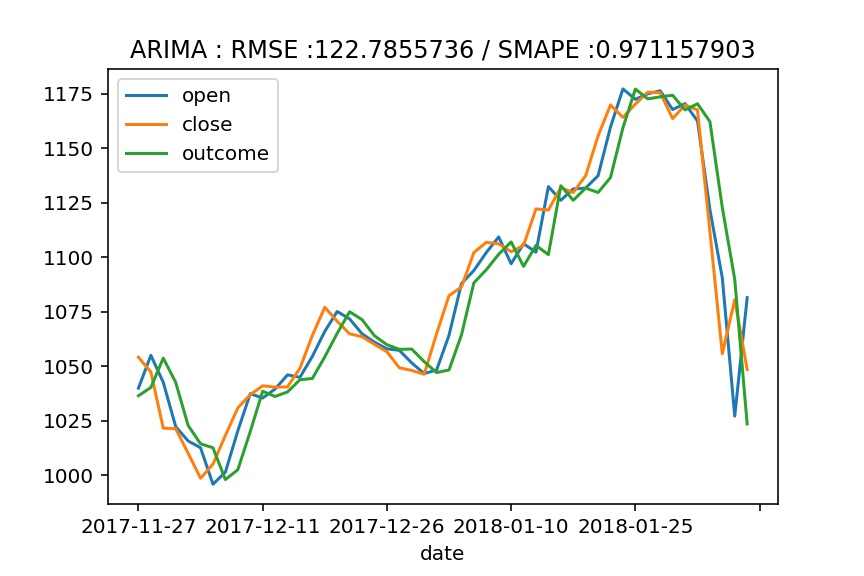 ARIMA : RMSE :122.7855736 / SMAPE :0.971157903
open
close
outcome
1175
1150
1125
1100
1075
1050
1025
1000
2017-11-27 2017-12-11 2017-12-26 2018-01-10 2018-01-25
date